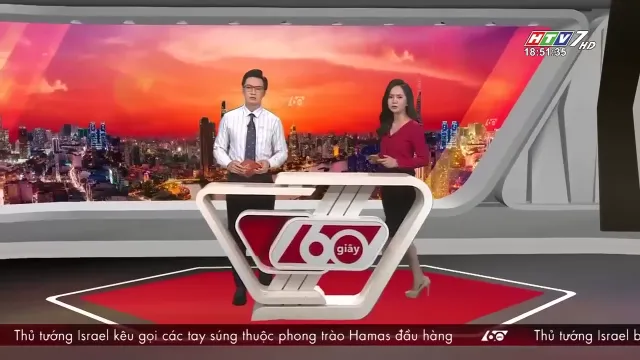 HTV7 HD
18:51:35
60 giây
Thủ tướng Israel kêu gọi các tay súng thuộc phong trào Hamas đầu hàng 60 Thủ tướng Israel b